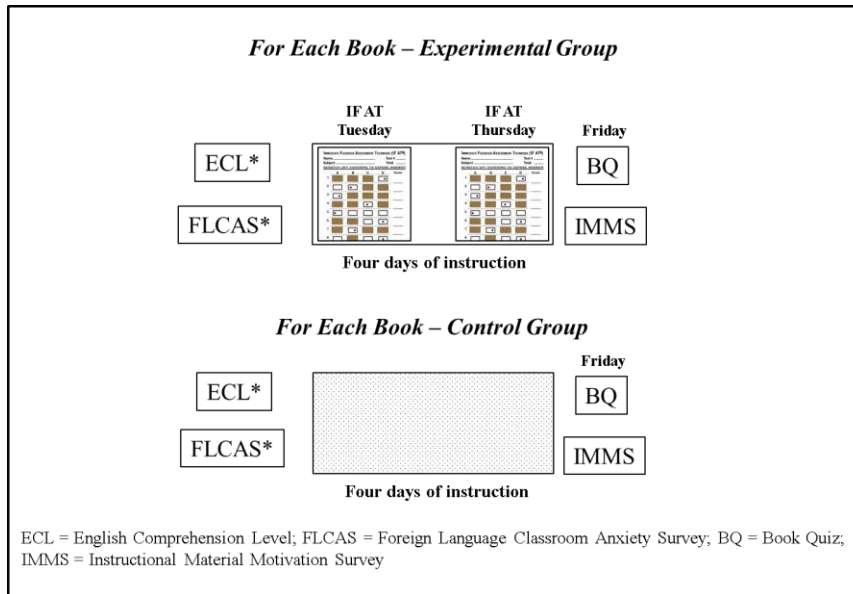 For Each Book – Experimental Group
IF AT
Tuesday
IF AT
Thursday
Friday
ECL*
BQ
FLCAS*
IMMS
Four days of instruction
For Each Book – Control Group
Friday
ECL*
BQ
FLCAS*
IMMS
Four days of instruction
ECL = English Comprehension Level; FLCAS = Foreign Language Classroom Anxiety Survey; BQ = Book Quiz;
IMMS = Instructional Material Motivation Survey